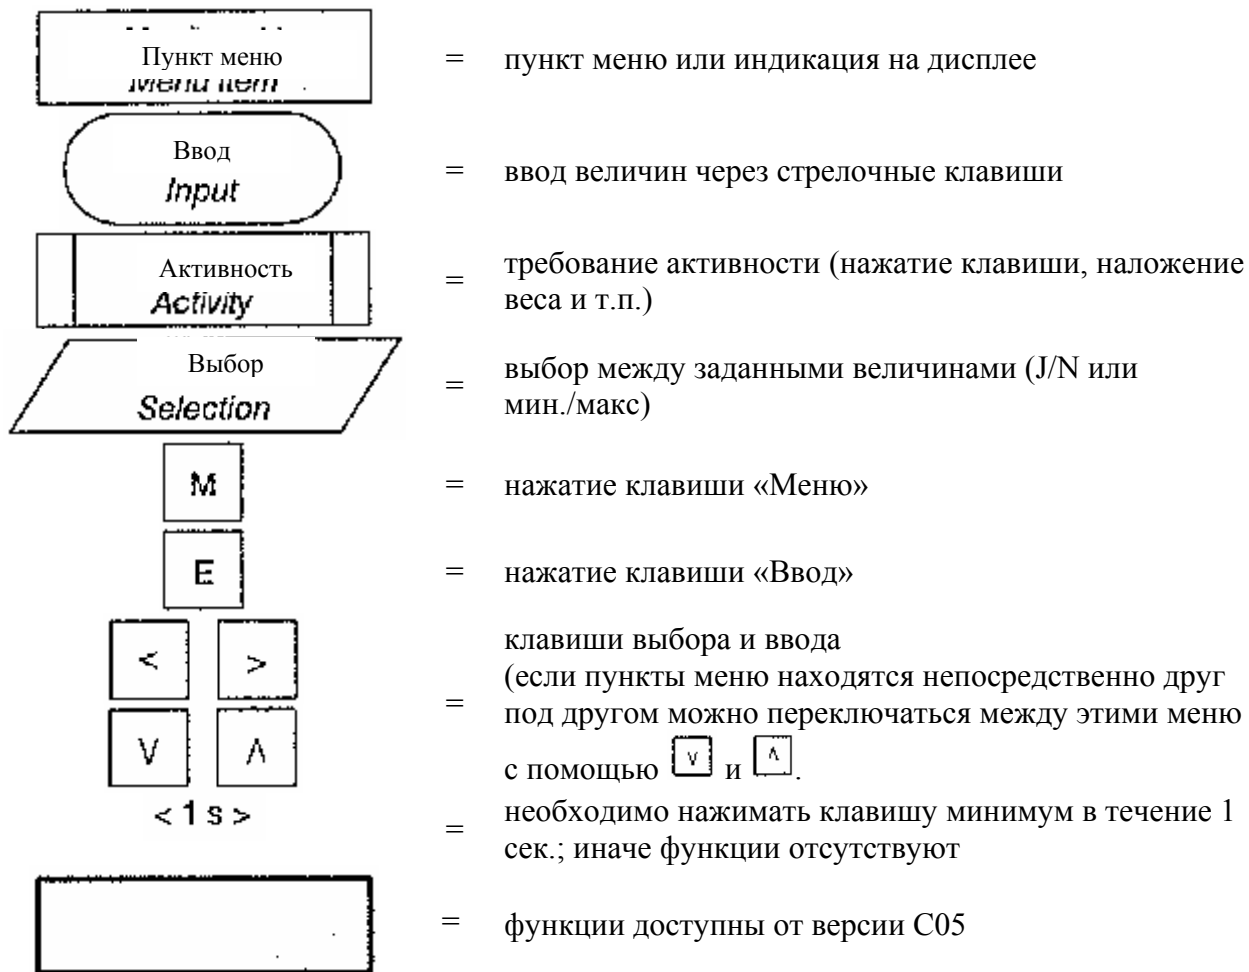 Пункт меню = пункт меню или индикация на дисплее
Menu item
Ввод
Input = ввод величин через стрелочные клавиши
Активность = требование активности (нажатие клавиши, наложение
Activity веса и т.п.)
Выбор = выбор между заданными величинами (J/N или
Selection мин./макс)
M = нажатие клавиши «Меню»
E = нажатие клавиши «Ввод»
клавиши выбора и ввода
< > (если пункты меню находятся непосредственно друг
= под другом можно переключаться между этими меню
V Λ с помощью V и Λ.
< 1 s > = необходимо нажимать клавишу минимум в течение 1
сек.; иначе функции отсутствуют
= функции доступны от версии C05